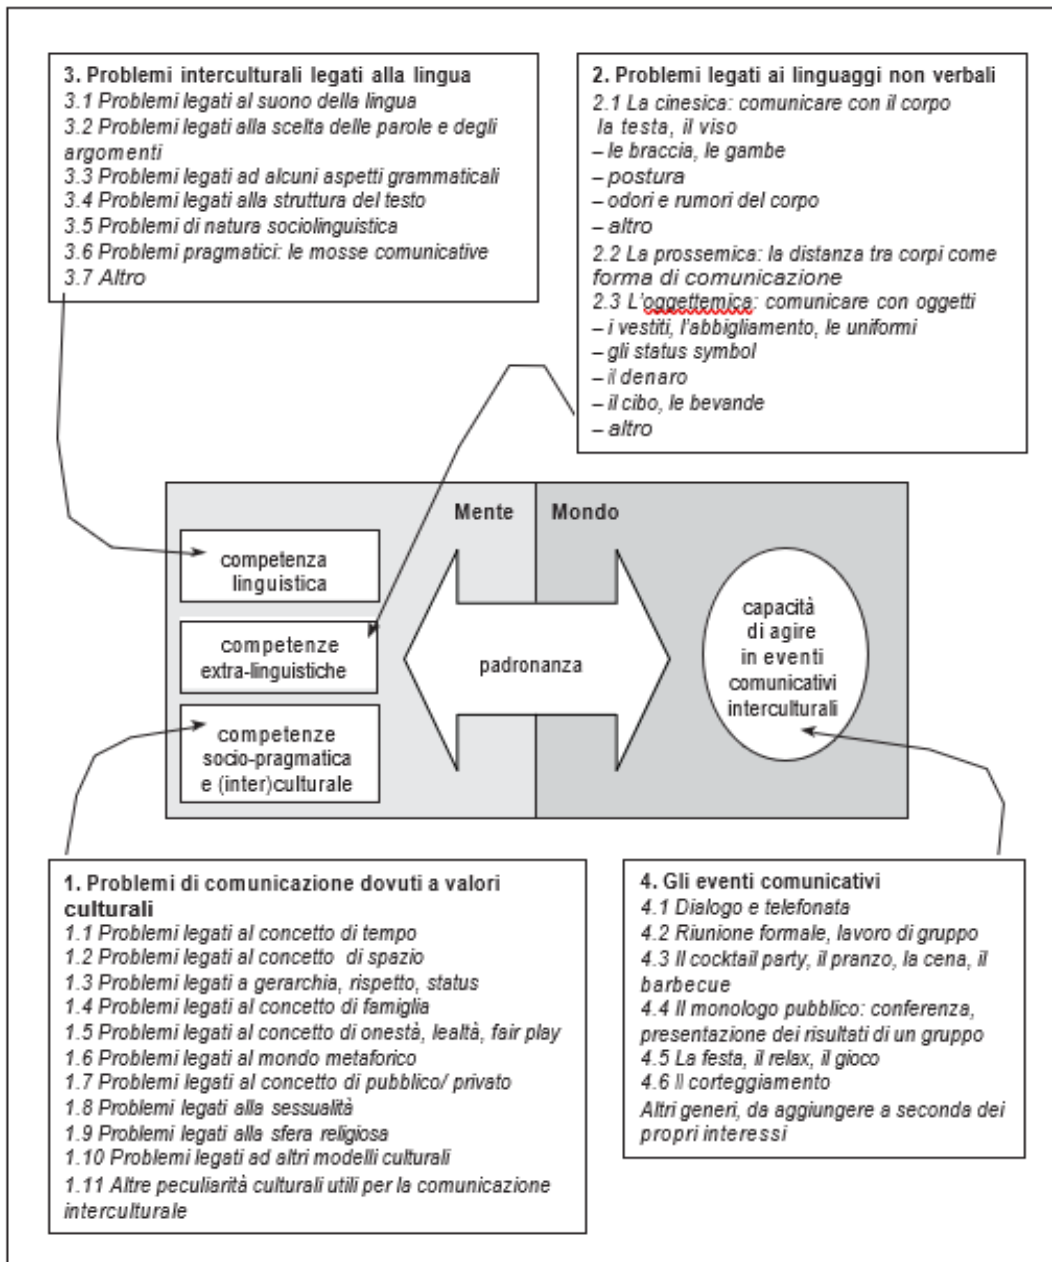 3. Problemi interculturali legati alla lingua
3.1 Problemi legati al suono della lingua
3.2 Problemi legati alla scelta delle parole e degli
argomenti
3.3 Problemi legati ad alcuni aspetti grammaticali
3.4 Problemi legati alla struttura del testo
3.5 Problemi di natura sociolinguistica
3.6 Problemi pragmatici: le mosse comunicative
3.7 Altro
2. Problemi legati ai linguaggi non verbali
2.1 La cinesica: comunicare con il corpo
la testa, il viso
– le braccia, le gambe
– postura
– odori e rumori del corpo
– altro
2.2 La prossemica: la distanza tra corpi come
forma di comunicazione
2.3 L'oggettemica: comunicare con oggetti
– i vestiti, l'abbigliamento, le uniformi
– gli status symbol
– il denaro
– il cibo, le bevande
– altro
Mente
Mondo
competenza
linguistica
competenze
extra-linguistiche
competenze
socio-pragmatica
e (inter)culturale
padronanza
capacità
di agire
in eventi
comunicativi
interculturali
1. Problemi di comunicazione dovuti a valori
culturali
1.1 Problemi legati al concetto di tempo
1.2 Problemi legati al concetto di spazio
1.3 Problemi legati a gerarchia, rispetto, status
1.4 Problemi legati al concetto di famiglia
1.5 Problemi legati al concetto di onestà, lealtà, fair play
1.6 Problemi legati al mondo metaforico
1.7 Problemi legati al concetto di pubblico/ privato
1.8 Problemi legati alla sessualità
1.9 Problemi legati alla sfera religiosa
1.10 Problemi legati ad altri modelli culturali
1.11 Altre peculiarità culturali utili per la comunicazione
interculturale
4. Gli eventi comunicativi
4.1 Dialogo e telefonata
4.2 Riunione formale, lavoro di gruppo
4.3 Il cocktail party, il pranzo, la cena, il
barbecue
4.4 Il monologo pubblico: conferenza,
presentazione dei risultati di un gruppo
4.5 La festa, il relax, il gioco
4.6 Il corteggiamento
Altri generi, da aggiungere a seconda dei
propri interessi